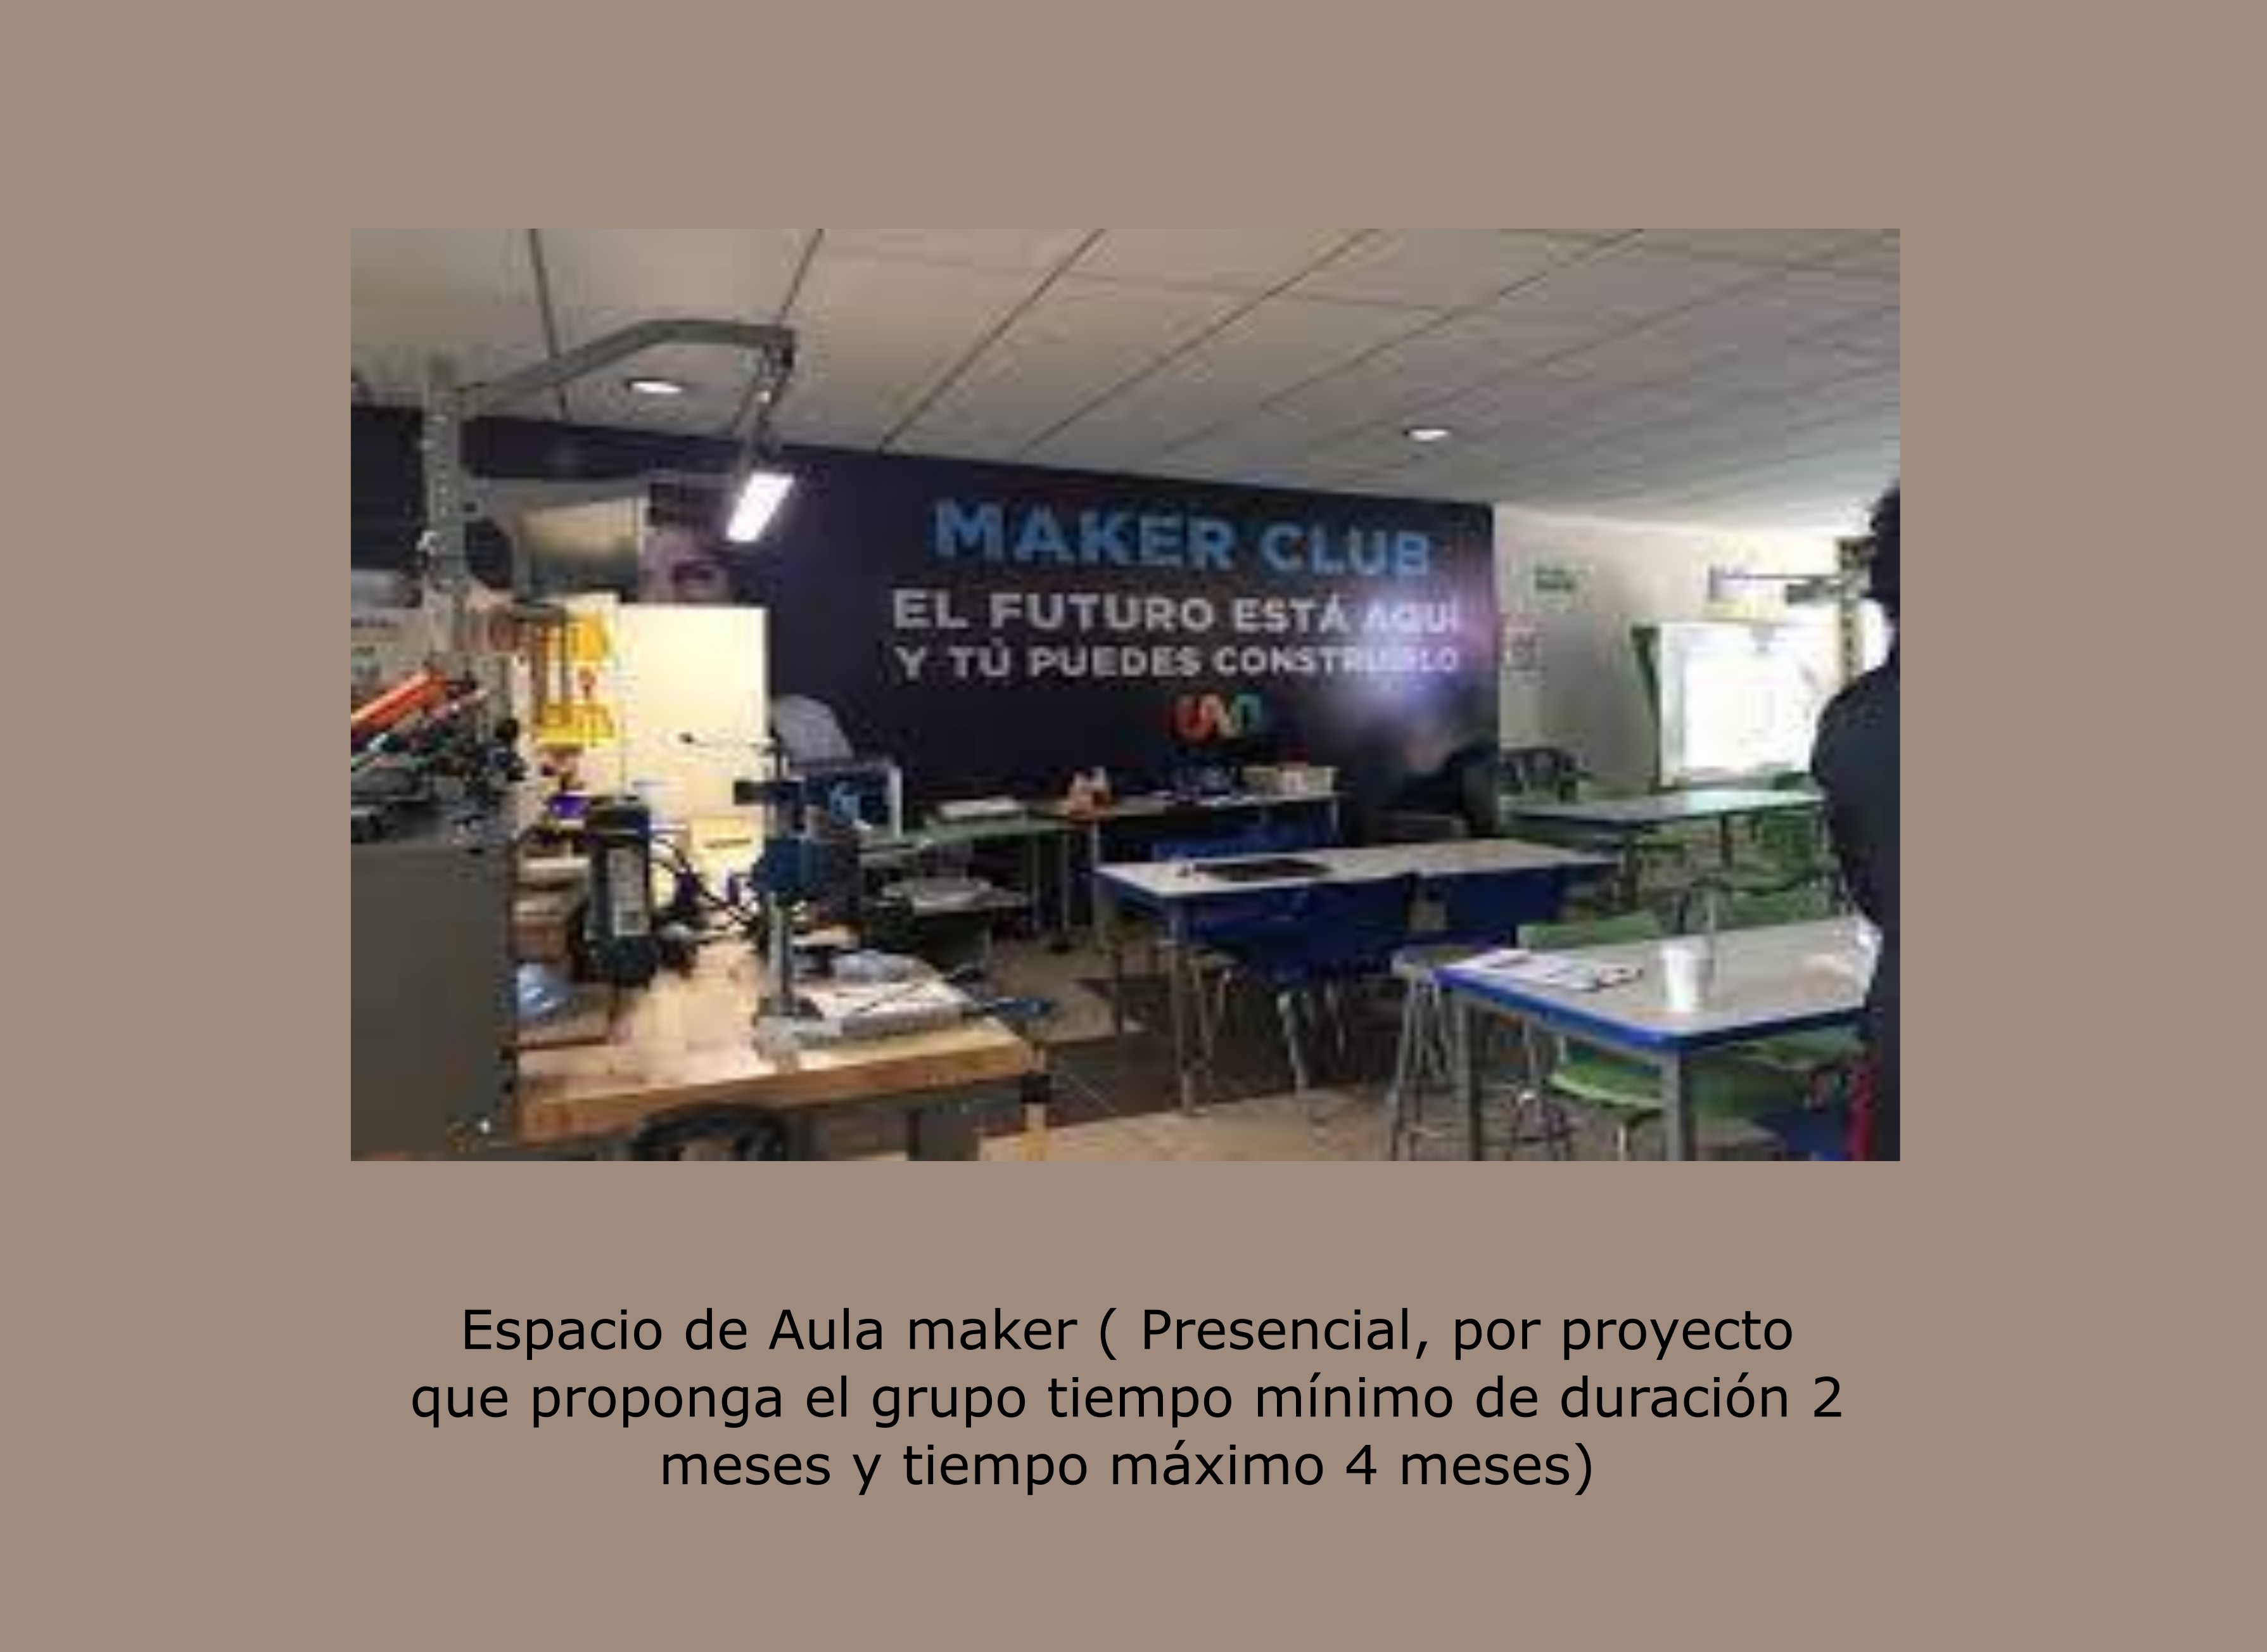 MAKER CLUB
EL FUTURO ESTÁ AQUÍ
Y TÚ PUEDES CONSTRUIRLO
Espacio de Aula maker ( Presencial, por proyecto
que proponga el grupo tiempo mínimo de duración 2
meses y tiempo máximo 4 meses)